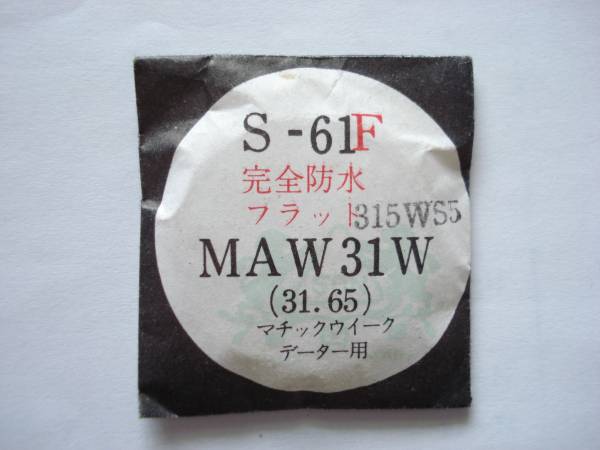 S-61F
完全防水
フラット 315WS5
MAW31W
(31.65)
マチックウイーク
データー用